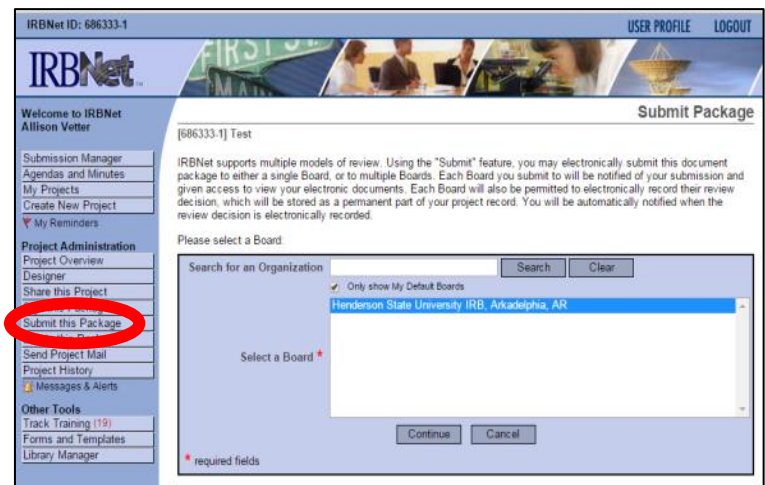 IRBNet ID: 686333-1
USER PROFILE LOGOUT
IRBNet
FIRST ST
MAIN
Welcome to IRBNet
Allison Vetter
Submission Manager
Agendas and Minutes
My Projects
Create New Project
My Reminders
Project Administration
Project Overview
Designer
Share this Project
Submit this Package
Send Project Mail
Project History
Messages & Alerts
Other Tools
Track Training (19)
Forms and Templates
Library Manager
Submit Package
[686333-1] Test
IRBNet supports multiple models of review. Using the "Submit" feature, you may electronically submit this document
package to either a single Board, or to multiple Boards. Each Board you submit to will be notified of your submission and
given access to view your electronic documents. Each Board will also be permitted to electronically record their review
decision, which will be stored as a permanent part of your project record. You will be automatically notified when the
review decision is electronically recorded.
Please select a Board:
Search for an Organization Search Clear
Only show My Default Boards
Henderson State University IRB, Arkadelphia, AR
Select a Board *
Continue Cancel
* required fields